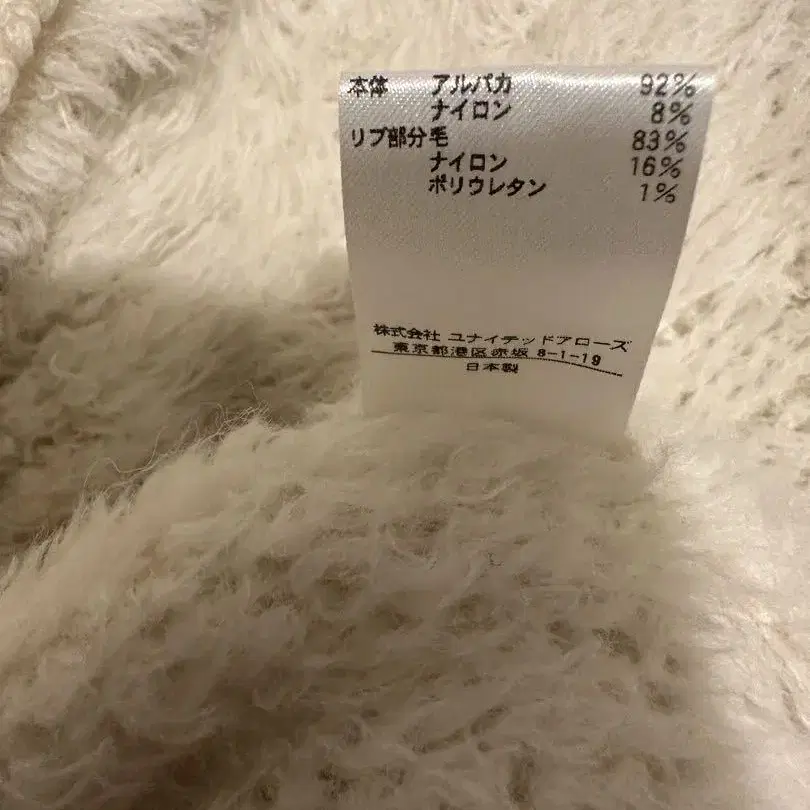 本体 アルパカ 92%
ナイロン 8%
リブ部分毛 83%
ナイロン 16%
ポリウレタン 1%
株式会社 ユナイテッドアローズ
東京都港区赤坂 8-1-19
日本製